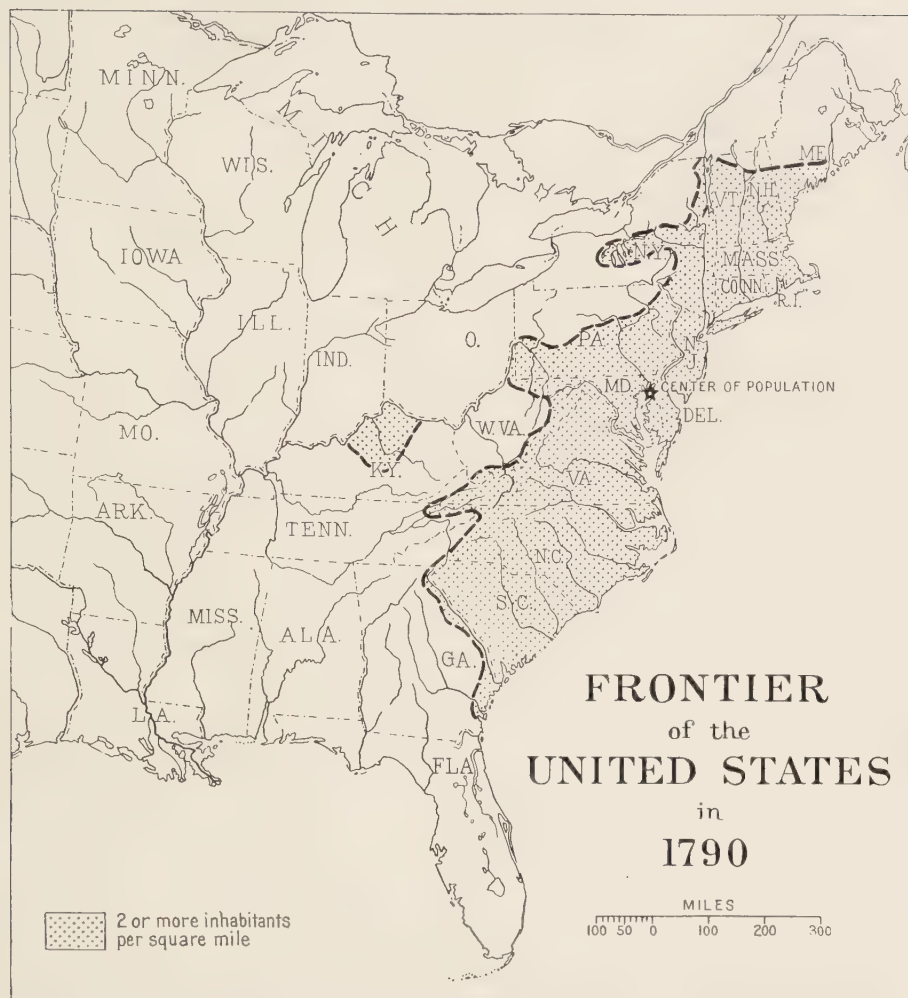 MINN.
MICH
WIS.
IOWA
ILL.
IND.
O.
MO.
KY.
W.VA.
ARK.
TENN.
MISS.
ALA.
GA.
LA.
FLA.
ME.
VT.
N.H.
N.Y.
MASS.
CONN.
R.I.
PA.
N.J.
MD.
CENTER OF POPULATION
DEL.
VA.
N.C.
S.C.
FRONTIER
of the
UNITED STATES
in
1790
2 or more inhabitants
per square mile
MILES
100 50 0 100 200 300